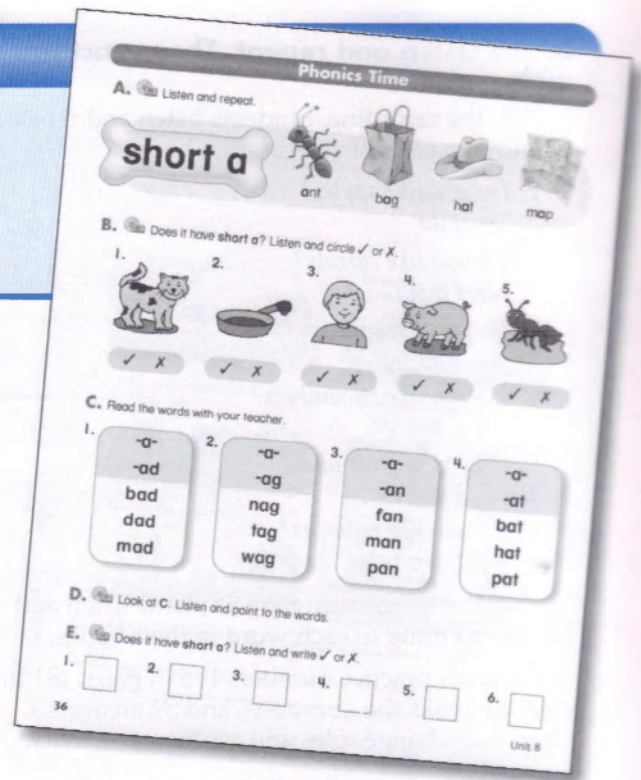 Phonics Time
A. Listen and repeat.
short a
ant bag hat map
B. Does it have short a? Listen and circle ✓ or ✗.
1. 2. 3. 4. 5.
✓ ✗ ✓ ✗ ✓ ✗ ✓ ✗ ✓ ✗
C. Read the words with your teacher.
1. 2. 3. 4.
-a- -a- -a- -a-
-ad -ag -an -at
bad nag fan bat
dad tag man hat
mad wag pan pat
D. Look at C. Listen and point to the words.
E. Does it have short a? Listen and write ✓ or ✗.
1. 2. 3. 4. 5. 6.
36 Unit 8